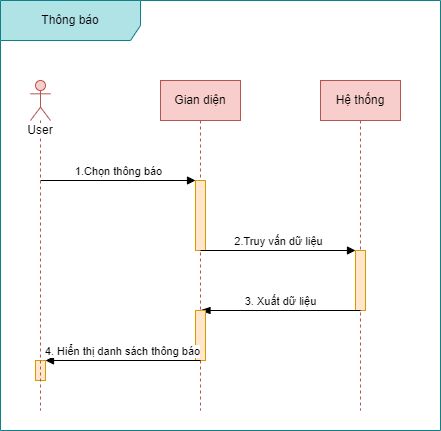 Thông báo
User
Gian diện
Hệ thống
1.Chọn thông báo
2.Truy vấn dữ liệu
3. Xuất dữ liệu
4. Hiển thị danh sách thông báo